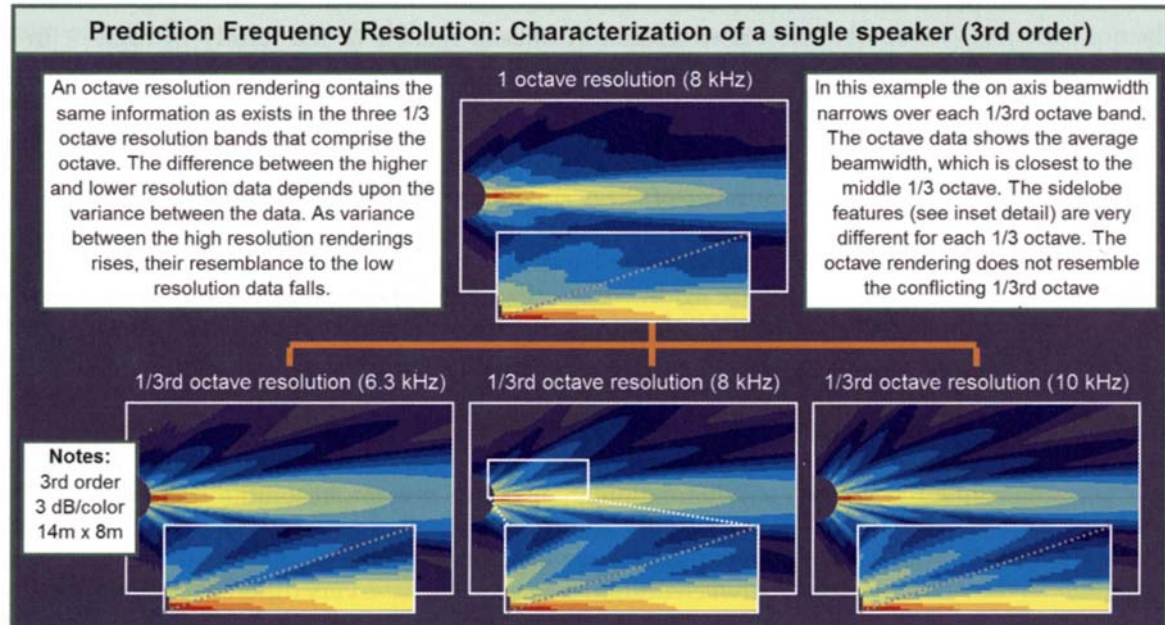 Prediction Frequency Resolution: Characterization of a single speaker (3rd order)
An octave resolution rendering contains the
same information as exists in the three 1/3
octave resolution bands that comprise the
octave. The difference between the higher
and lower resolution data depends upon the
variance between the data. As variance
between the high resolution renderings
rises, their resemblance to the low
resolution data falls.
1 octave resolution (8 kHz)
In this example the on axis beamwidth
narrows over each 1/3rd octave band.
The octave data shows the average
beamwidth, which is closest to the
middle 1/3 octave. The sidelobe
features (see inset detail) are very
different for each 1/3 octave. The
octave rendering does not resemble
the conflicting 1/3rd octave
1/3rd octave resolution (6.3 kHz)
1/3rd octave resolution (8 kHz)
1/3rd octave resolution (10 kHz)
Notes:
3rd order
3 dB/color
14m x 8m